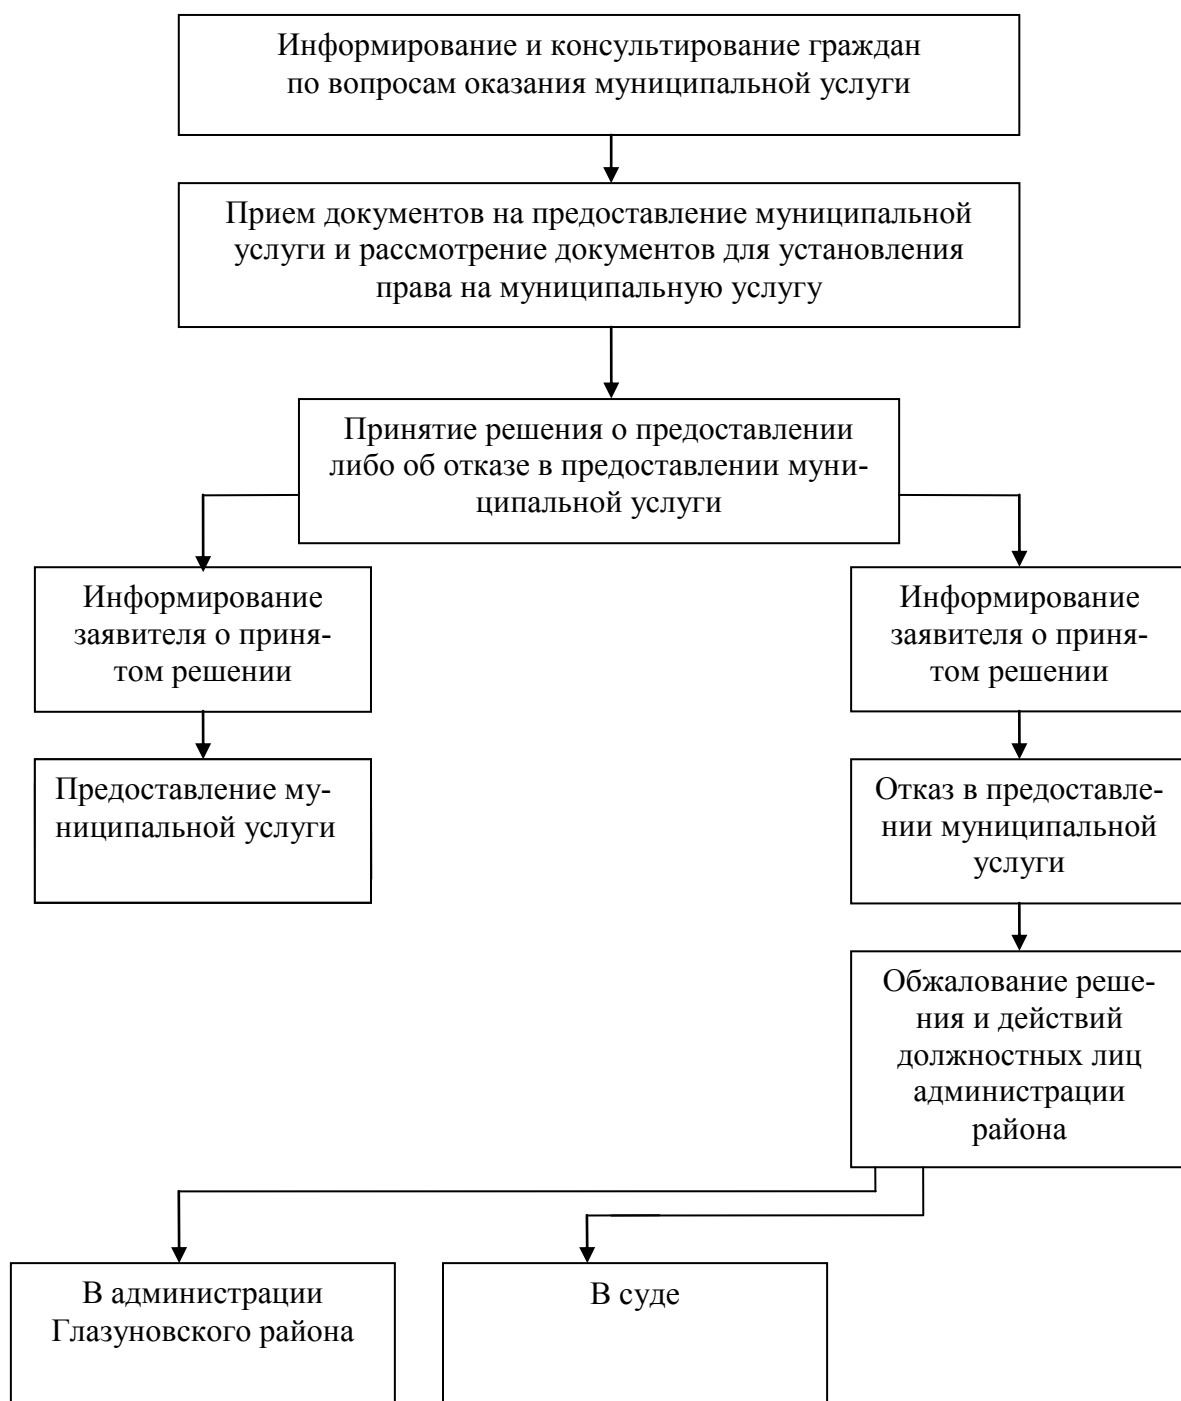 Информирование и консультирование граждан
по вопросам оказания муниципальной услуги
Прием документов на предоставление муниципальной
услуги и рассмотрение документов для установления
права на муниципальную услугу
Принятие решения о предоставлении
либо об отказе в предоставлении муни-
ципальной услуги
Информирование
заявителя о приня-
том решении
Предоставление му-
ниципальной услуги
Информирование
заявителя о приня-
том решении
Отказ в предоставле-
нии муниципальной
услуги
Обжалование реше-
ния и действий
должностных лиц
администрации
района
В администрации
Глазуновского района
В суде